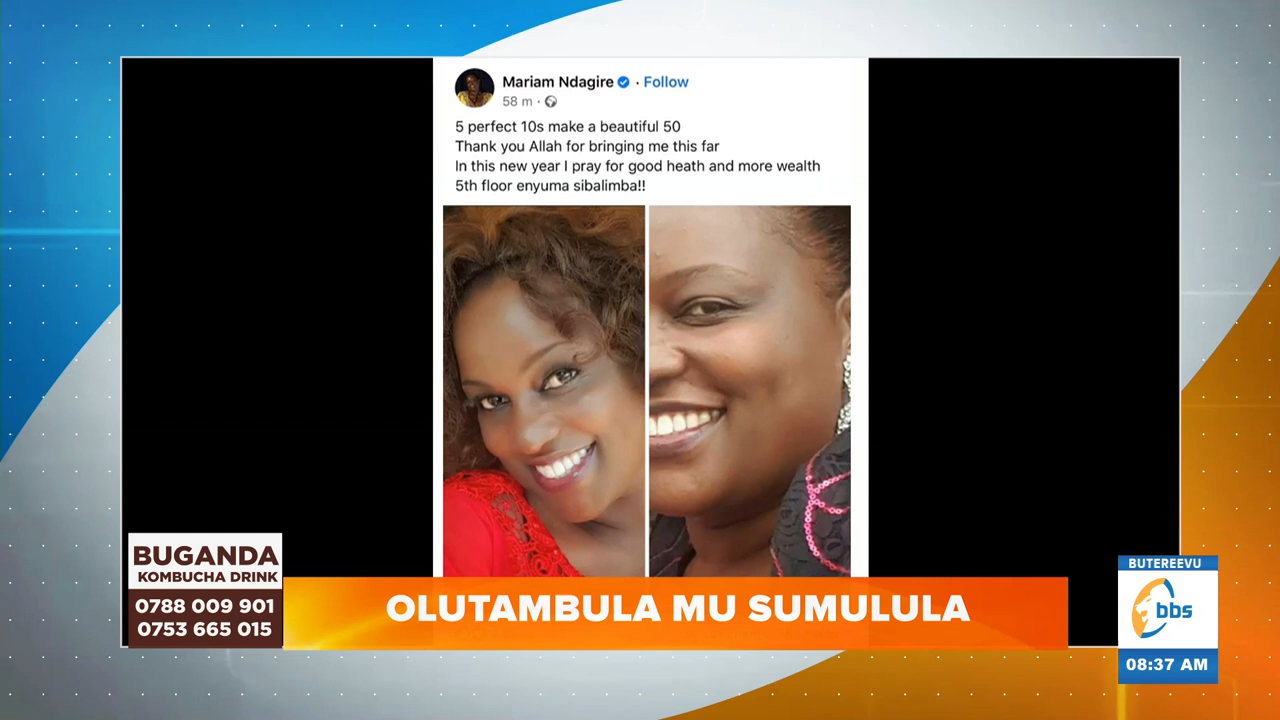 Mariam Ndagire · Follow
58 m ·
5 perfect 10s make a beautiful 50
Thank you Allah for bringing me this far
In this new year I pray for good heath and more wealth
5th floor enyuma sibalimba!!
BUGANDA
KOMBUCHA DRINK
0788 009 901
0753 665 015
OLUTAMBULA MU SUMULULA
BUTEREEVU
bbs
08:37 AM